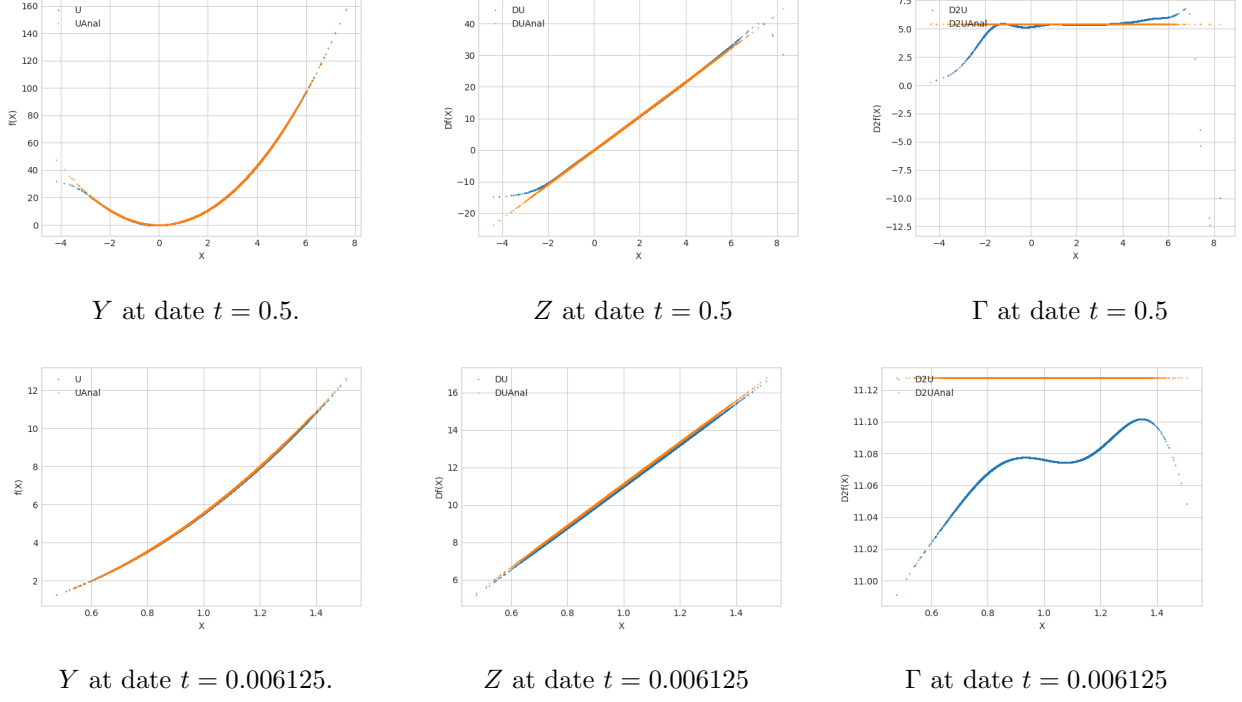 160
140
120
100
80
60
40
20
0
f(X)
U
UAnal
−4 −2 0 2 4 6 8
X
40
30
20
10
0
−10
−20
Df(X)
DU
DUAnal
−4 −2 0 2 4 6 8
X
7.5
5.0
2.5
0.0
−2.5
−5.0
−7.5
−10.0
−12.5
D2f(X)
D2U
D2UAnal
−4 −2 0 2 4 6 8
X
Y at date t = 0.5.
Z at date t = 0.5
Γ at date t = 0.5
12
10
8
6
4
2
f(X)
U
UAnal
0.6 0.8 1.0 1.2 1.4
X
16
14
12
10
8
6
Df(X)
DU
DUAnal
0.6 0.8 1.0 1.2 1.4
X
11.12
11.10
11.08
11.06
11.04
11.02
11.00
D2f(X)
D2U
D2UAnal
0.6 0.8 1.0 1.2 1.4
X
Y at date t = 0.006125.
Z at date t = 0.006125
Γ at date t = 0.006125